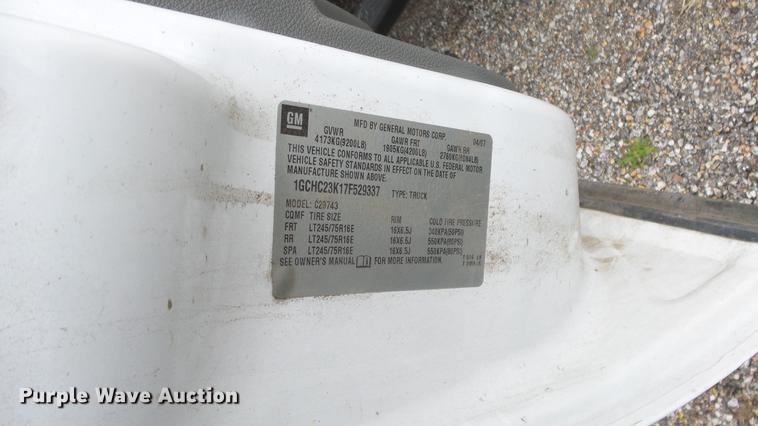 GM
MFD BY GENERAL MOTORS CORP 04/07
GVWR GAWR FRT GAWR RR
4173KG(9200LB) 1905KG(4200LB) 2760KG(6084LB)
THIS VEHICLE CONFORMS TO ALL APPLICABLE U.S. FEDERAL MOTOR
VEHICLE SAFETY STANDARDS IN EFFECT ON THE DATE OF
MANUFACTURE SHOWN ABOVE.
1GCHC23K17F529337 TYPE: TRUCK
MODEL: C20743
COMF TIRE SIZE RIM COLD TIRE PRESSURE
FRT LT245/75R16E 16X6.5J 340KPA(50PSI)
RR LT245/75R16E 16X6.5J 550KPA(80PSI)
SPA LT245/75R16E 16X6.5J 550KPA(80PSI)
SEE OWNER'S MANUAL FOR MORE INFORMATION.
Purple Wave Auction